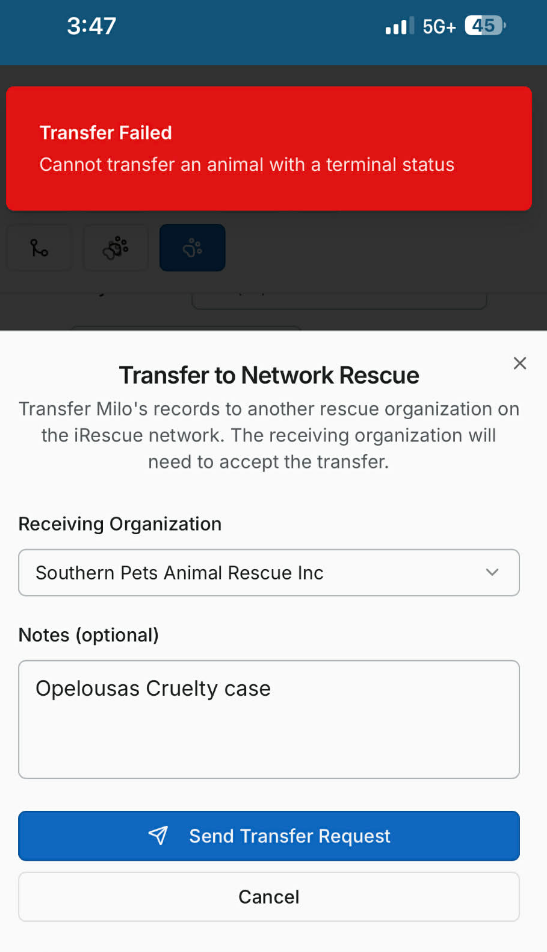 3:47
5G+
45
Transfer Failed
Cannot transfer an animal with a terminal status
Transfer to Network Rescue
Transfer Milo's records to another rescue organization on
the iRescue network. The receiving organization will
need to accept the transfer.
Receiving Organization
Southern Pets Animal Rescue Inc
Notes (optional)
Opelousas Cruelty case
Send Transfer Request
Cancel